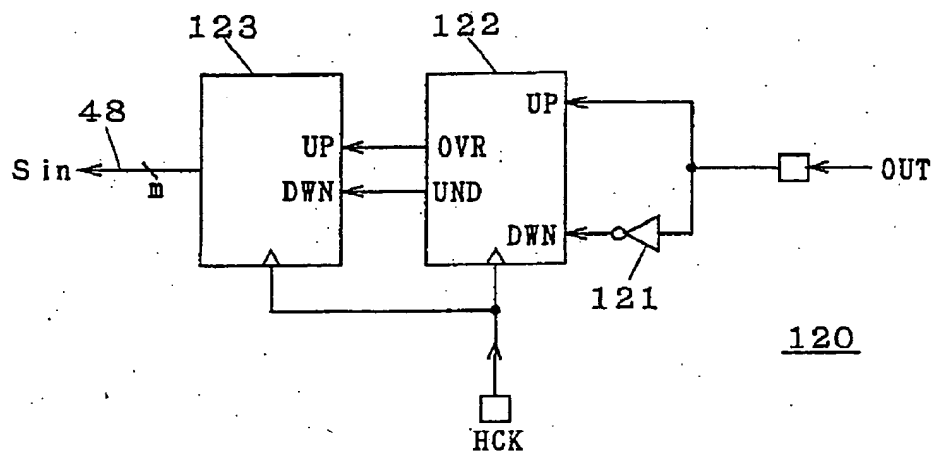 123
122
UP
48
UP
OVR
OUT
S in
m
DWN
UND
DWN
121
120
HCK